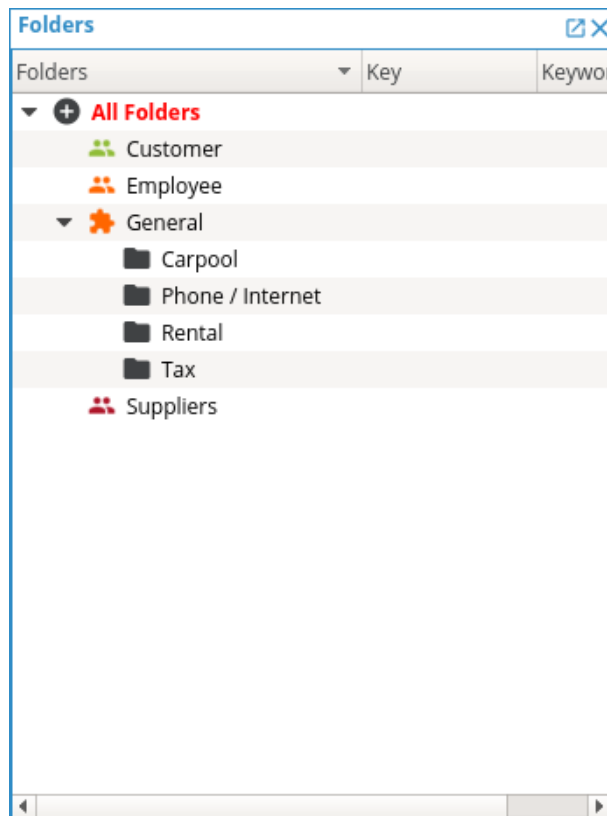 Folders
Folders Key Keywor
All Folders
Customer
Employee
General
Carpool
Phone / Internet
Rental
Tax
Suppliers